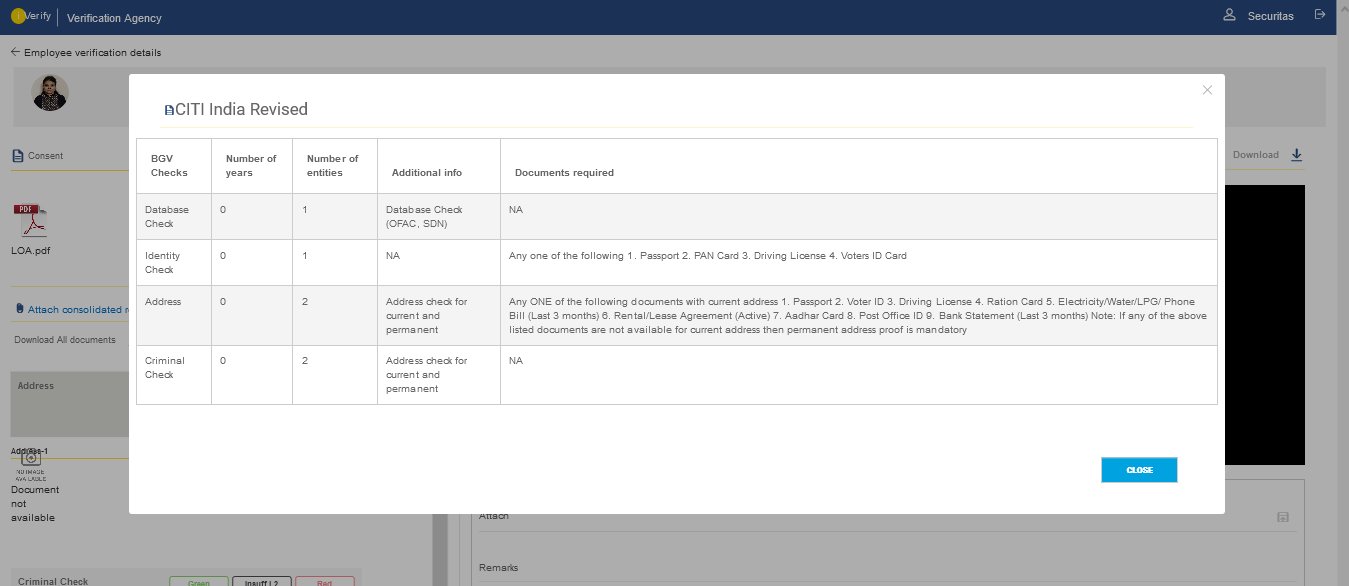 iVerify
Verification Agency
Securitas
Employee verification details
CITI India Revised
Consent
Download
BGV Checks
Number of years
Number of entities
Additional info
Documents required
Database Check
0
1
Database Check (OFAC, SDN)
NA
PDF
LOA.pdf
Identity Check
0
1
NA
Any one of the following 1. Passport 2. PAN Card 3. Driving License 4. Voters ID Card
Address
0
2
Address check for current and permanent
Any ONE of the following documents with current address 1. Passport 2. Voter ID 3. Driving License 4. Ration Card 5. Electricity/Water/LPG/ Phone
Bill (Last 3 months) 6. Rental/Lease Agreement (Active) 7. Aadhar Card 8. Post Office ID 9. Bank Statement (Last 3 months) Note: If any of the above
listed documents are not available for current address then permanent address proof is mandatory
Attach consolidated r
Download All documents
Criminal Check
0
2
Address check for current and permanent
NA
Address
Address-1
NO IMAGE
AVAILABLE
Document
not
available
CLOSE
Attach
Remarks
Criminal Check
Green
Insuff L2
Red